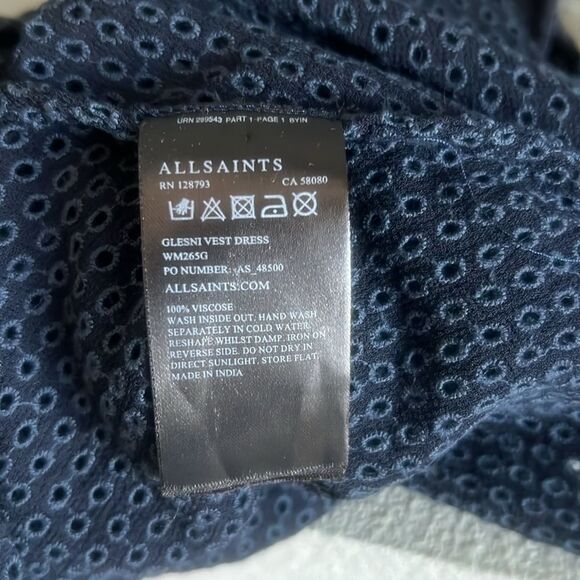 URN 299543 PART 1-PAGE 1 BYIN
ALLSAINTS
RN 128793 CA 58080
GLESNI VEST DRESS
WM265G
PO NUMBER: AS_48500
ALLSAINTS.COM
100% VISCOSE
WASH INSIDE OUT. HAND WASH
SEPARATELY IN COLD WATER.
RESHAPE WHILST DAMP. IRON ON
REVERSE SIDE. DO NOT DRY IN
DIRECT SUNLIGHT. STORE FLAT.
MADE IN INDIA